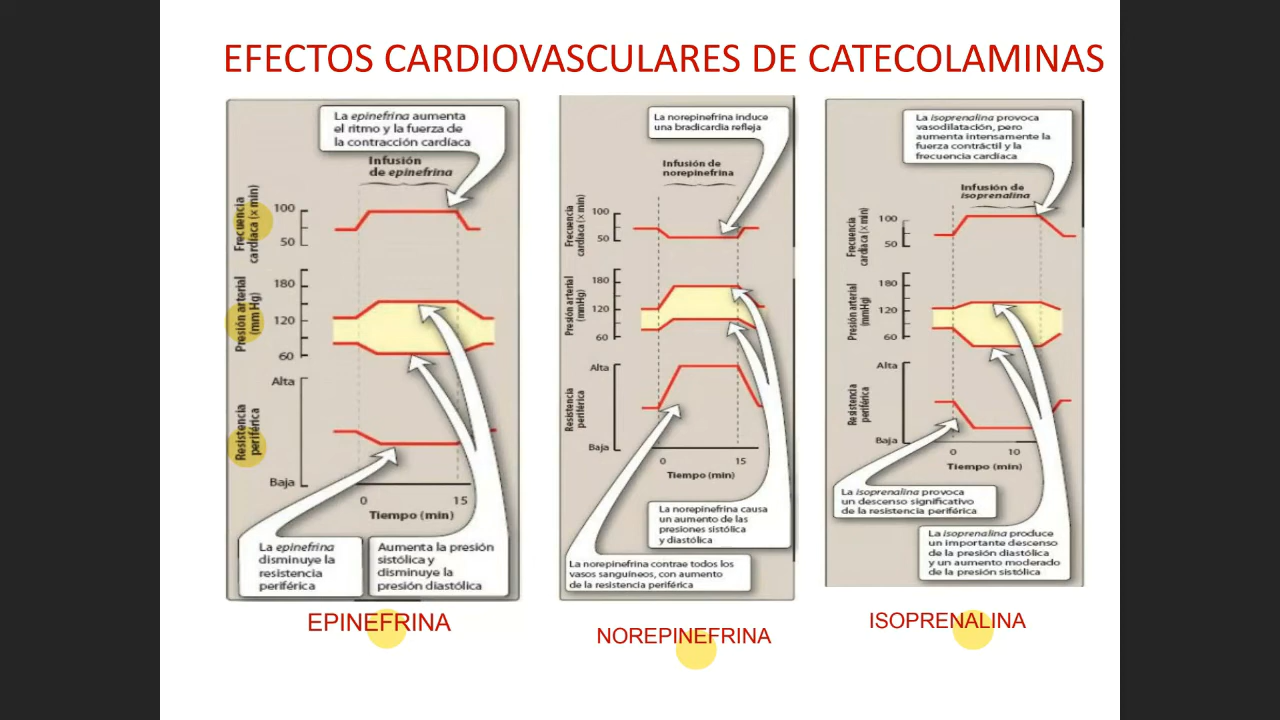 EFECTOS CARDIOVASCULARES DE CATECOLAMINAS
La epinefrina aumenta
el ritmo y la fuerza de
la contracción cardíaca
Infusión
de epinefrina
Frecuencia
cardíaca (× min)
100
50
Presión arterial
(mm Hg)
180
120
60
Resistencia
periférica
Alta
Baja
0
15
Tiempo (min)
La epinefrina
disminuye la
resistencia
periférica
Aumenta la presión
sistólica y
disminuye la
presión diastólica
EPINEFRINA
La norepinefrina induce
una bradicardia refleja
Infusión de
norepinefrina
Frecuencia
cardíaca (× min)
100
50
Presión arterial
(mmHg)
180
120
60
Resistencia
periférica
Alta
Baja
0
15
Tiempo (min)
La norepinefrina causa
un aumento de las
presiones sistólica
y diastólica
La norepinefrina contrae todos los
vasos sanguíneos, con aumento
de la resistencia periférica
NOREPINEFRINA
La isoprenalina provoca
vasodilatación, pero
aumenta intensamente la
fuerza contráctil y la
frecuencia cardíaca
Infusión de
isoprenalina
Frecuencia
cardíaca (× min)
100
50
Presión arterial
mmHg)
180
120
60
Resistencia
periférica
Alta
Baja
0
10
Tiempo (min)
La isoprenalina provoca
un descenso significativo
de la resistencia periférica
La isoprenalina produce
un importante descenso
de la presión diastólica
y un aumento moderado
de la presión sistólica
ISOPRENALINA